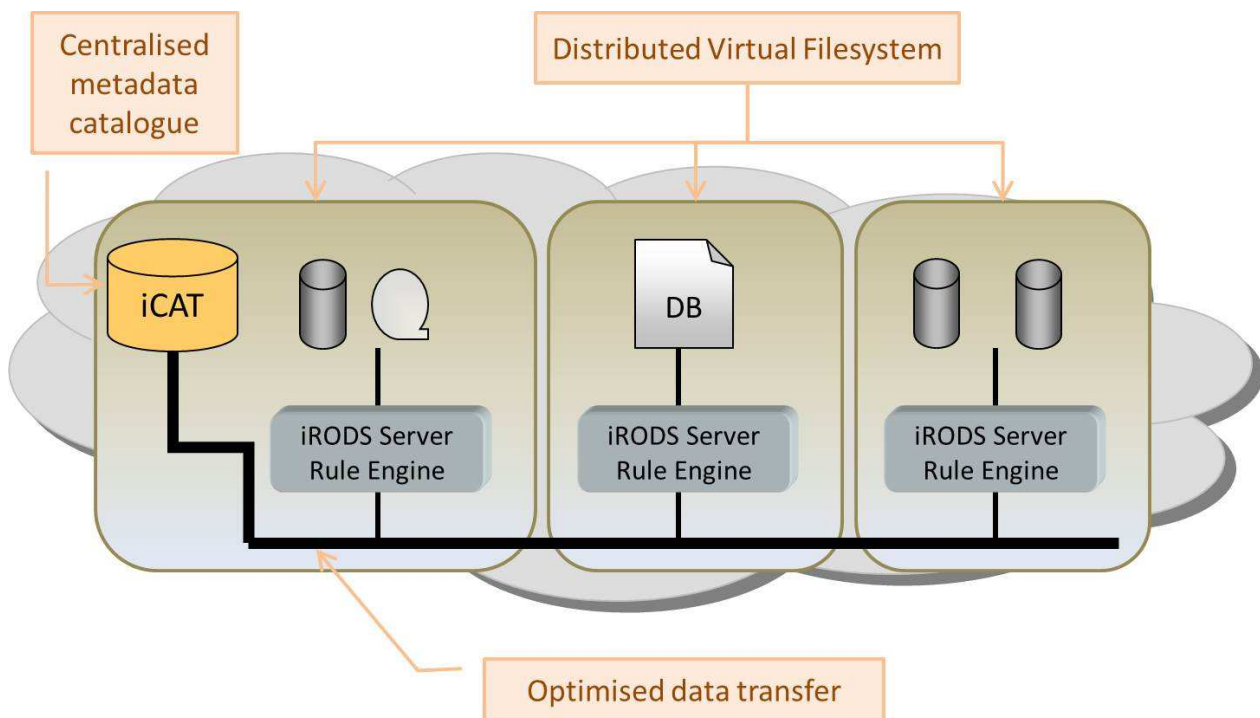 Centralised
metadata
catalogue
Distributed Virtual Filesystem
iCAT
DB
iRODS Server
Rule Engine
iRODS Server
Rule Engine
iRODS Server
Rule Engine
Optimised data transfer